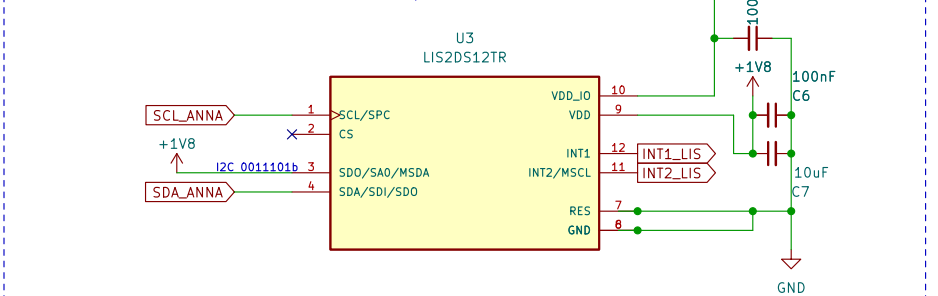 100
U3
LIS2DS12TR
+1V8
100nF
C6
VDD_IO 10
SCL_ANNA 1 SCL/SPC VDD 9
2 CS
+1V8
INT1 12 INT1_LIS
I2C 0011101b 3 SDO/SA0/MSDA INT2/MSCL 11 INT2_LIS
10uF
C7
SDA_ANNA 4 SDA/SDI/SDO
RES 7
GND 8
GND